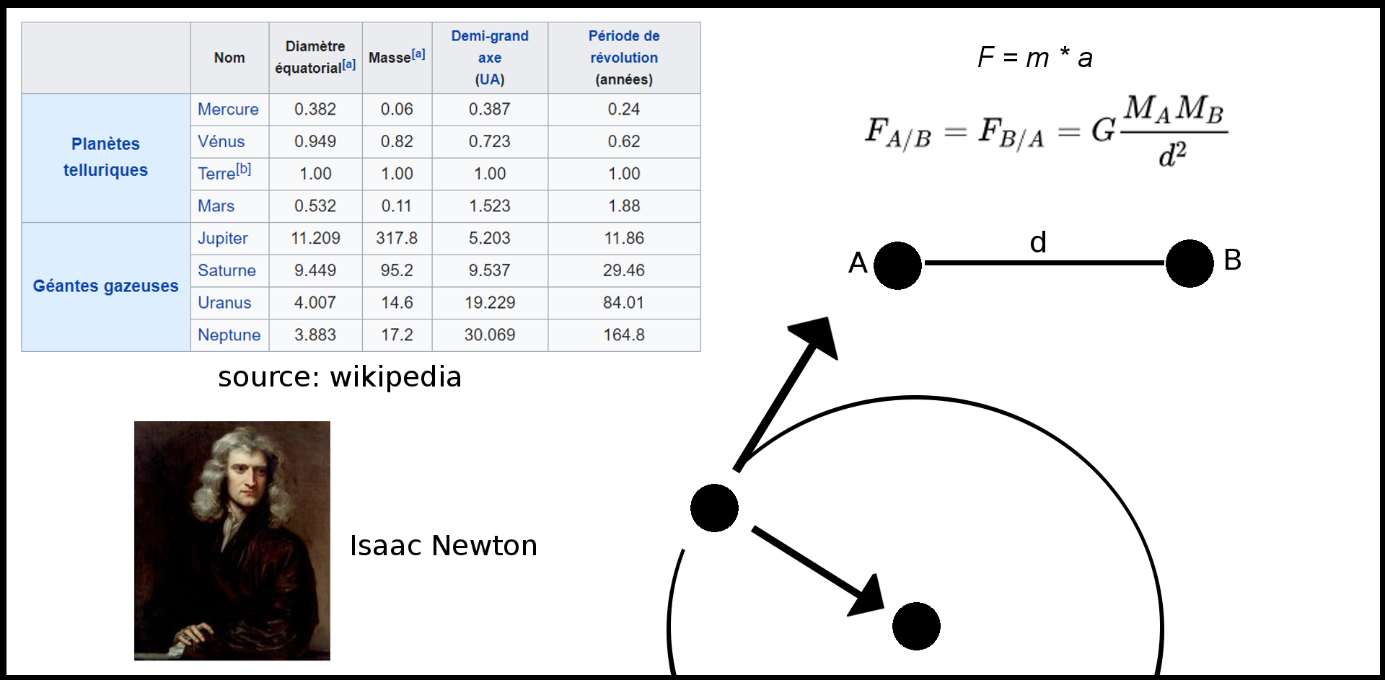 Nom Diamètre équatorial[a] Masse[a] Demi-grand axe (UA) Période de révolution (années)
Planètes telluriques
Mercure 0.382 0.06 0.387 0.24
Vénus 0.949 0.82 0.723 0.62
Terre[b] 1.00 1.00 1.00 1.00
Mars 0.532 0.11 1.523 1.88
Géantes gazeuses
Jupiter 11.209 317.8 5.203 11.86
Saturne 9.449 95.2 9.537 29.46
Uranus 4.007 14.6 19.229 84.01
Neptune 3.883 17.2 30.069 164.8
source: wikipedia
Isaac Newton
F = m * a
F_{A/B} = F_{B/A} = G \frac{M_A M_B}{d^2}
A d B